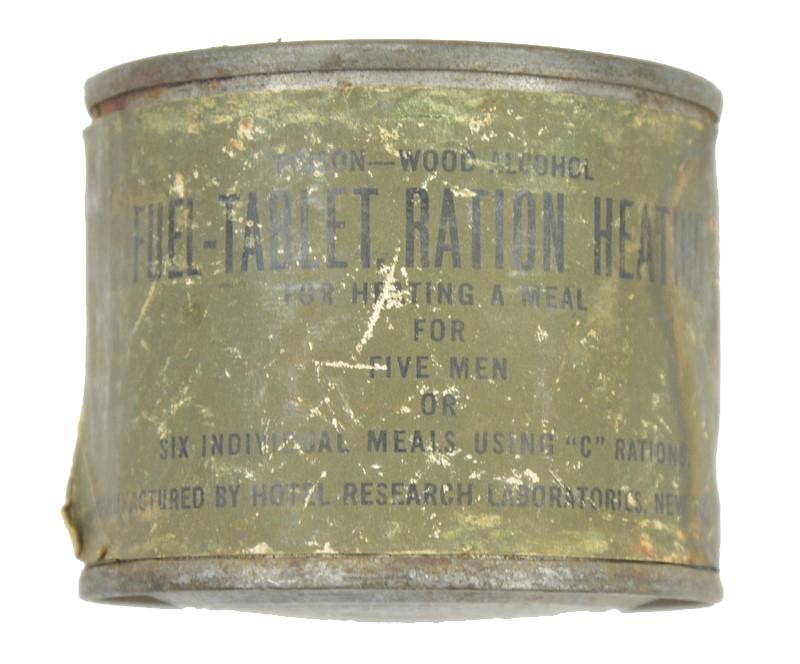 POISON—WOOD ALCOHOL
FUEL-TABLET, RATION HEATING
FOR HEATING A MEAL
FOR
FIVE MEN
OR
SIX INDIVIDUAL MEALS USING "C" RATIONS
MANUFACTURED BY HOTEL RESEARCH LABORATORIES, NEW